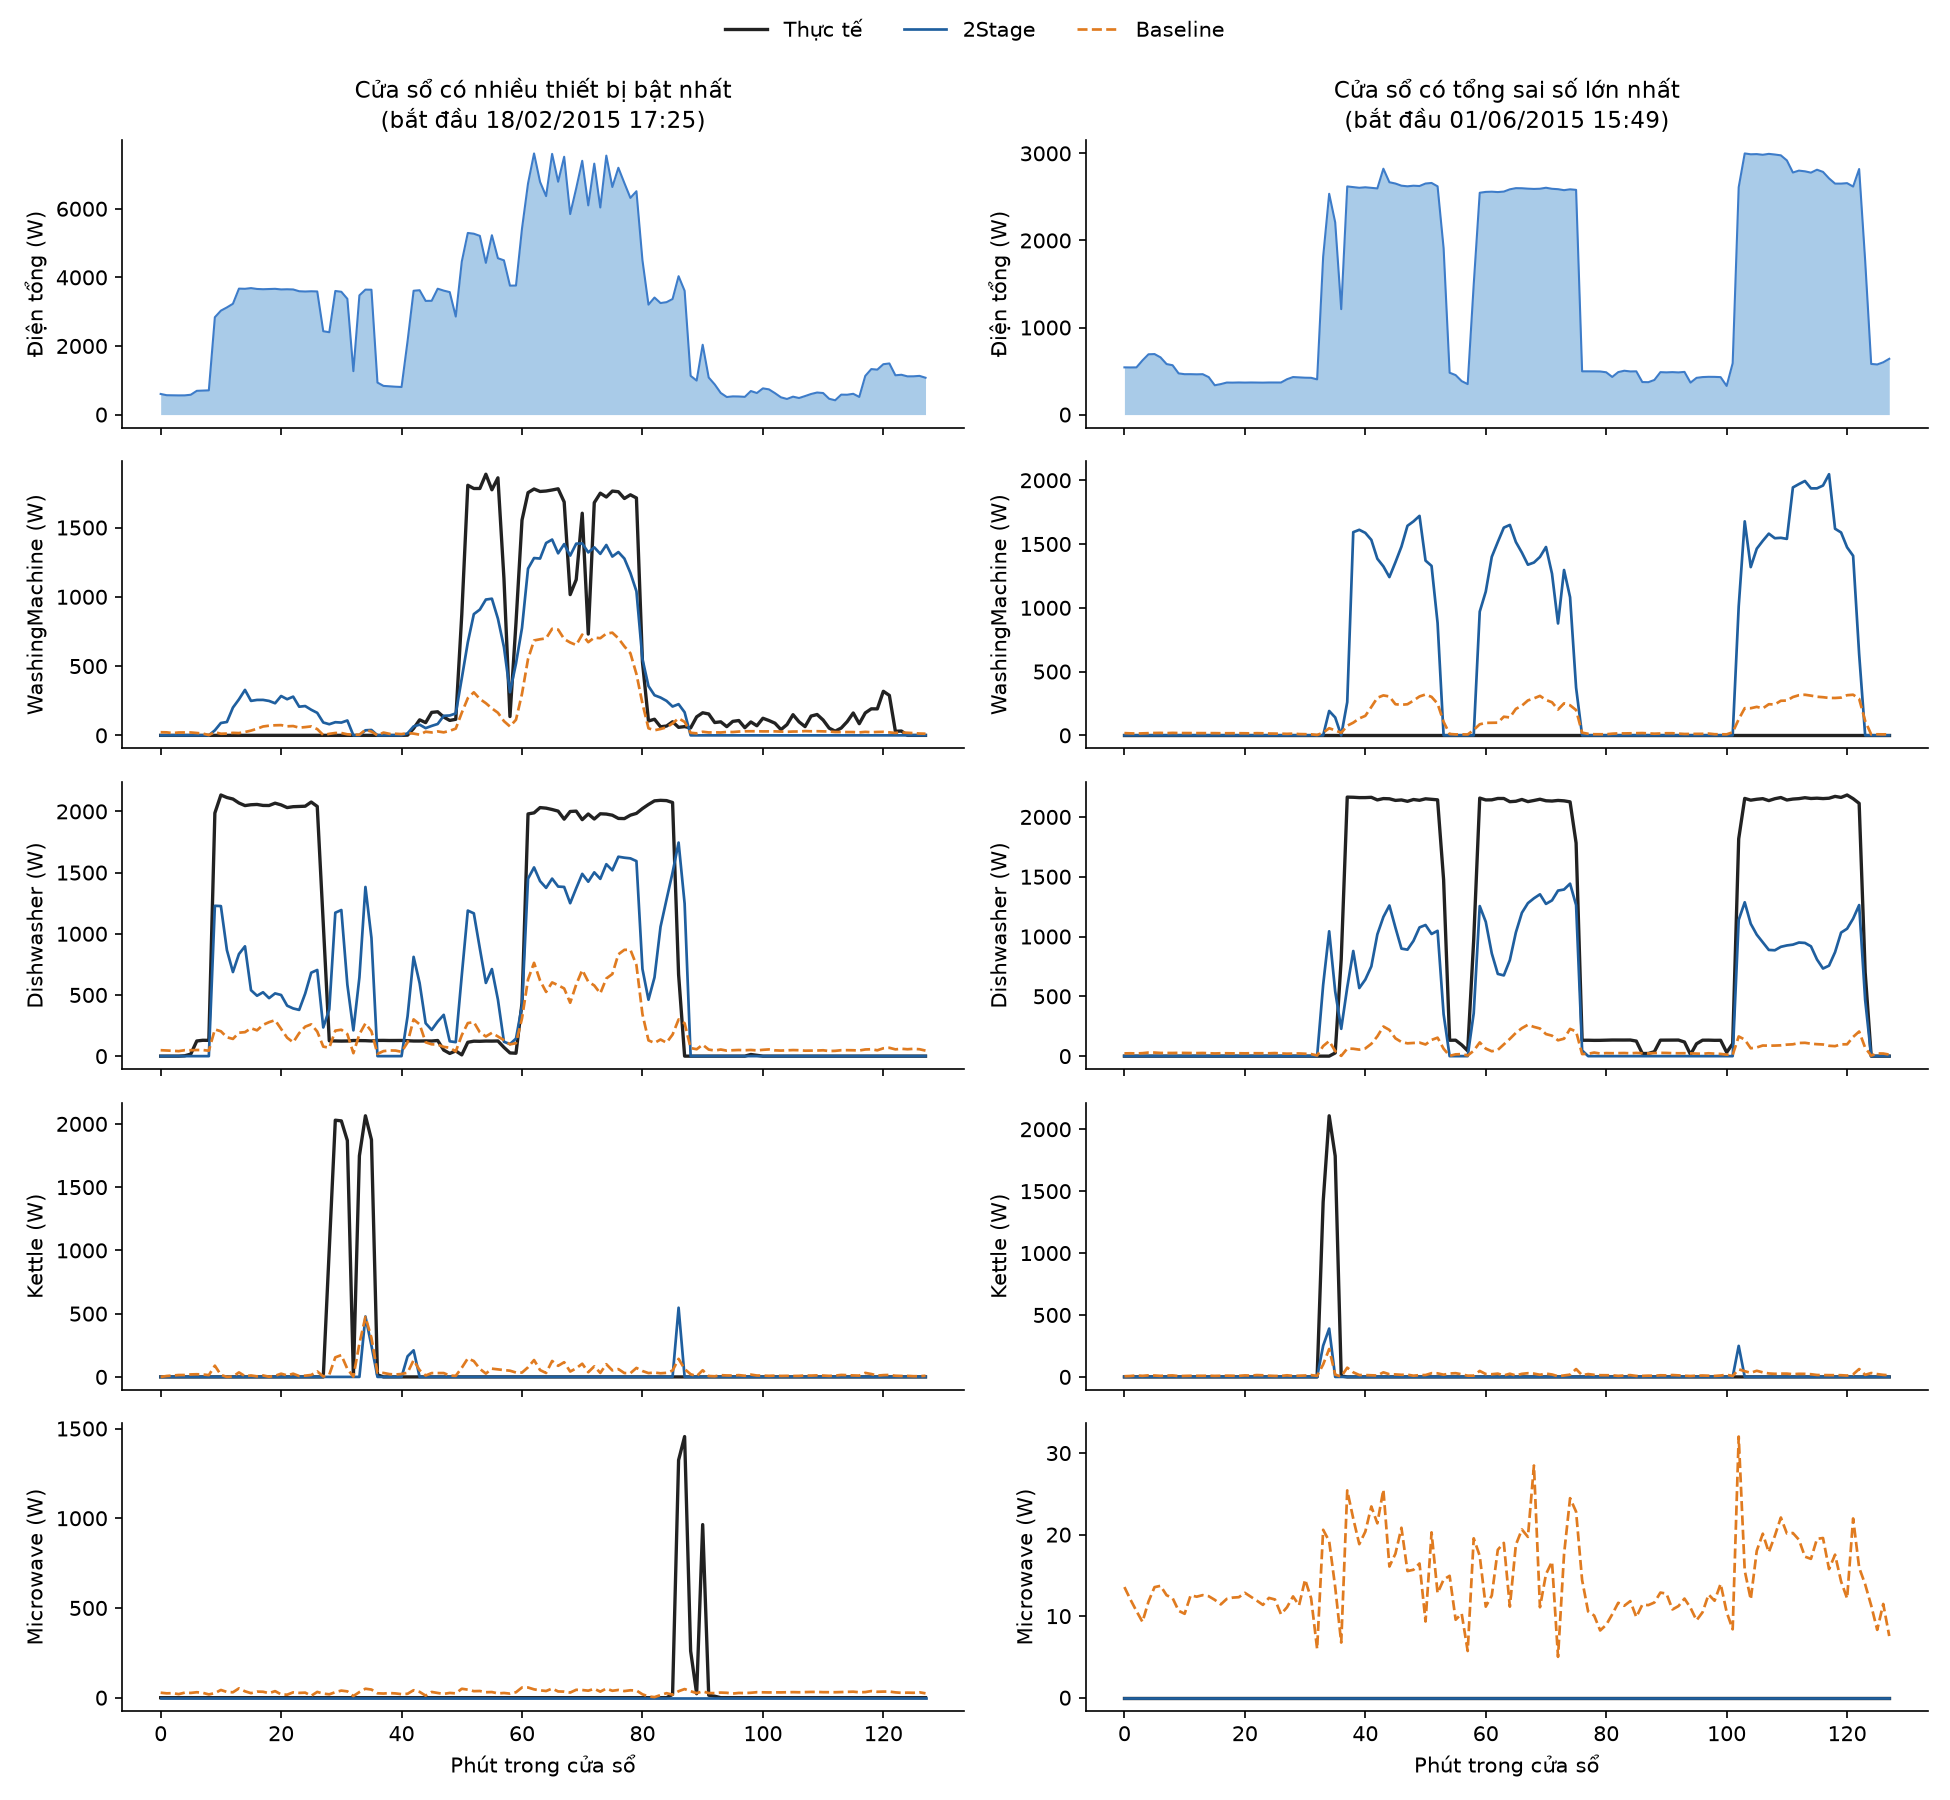 Thực tế 2Stage Baseline
Cửa sổ có nhiều thiết bị bật nhất
(bắt đầu 18/02/2015 17:25)
Cửa sổ có tổng sai số lớn nhất
(bắt đầu 01/06/2015 15:49)
Điện tổng (W)
6000
4000
2000
0
Điện tổng (W)
3000
2000
1000
0
WashingMachine (W)
1500
1000
500
0
WashingMachine (W)
2000
1500
1000
500
0
Dishwasher (W)
2000
1500
1000
500
0
Dishwasher (W)
2000
1500
1000
500
0
Kettle (W)
2000
1500
1000
500
0
Kettle (W)
2000
1500
1000
500
0
Microwave (W)
1500
1000
500
0
Microwave (W)
30
20
10
0
0 20 40 60 80 100 120
Phút trong cửa sổ
0 20 40 60 80 100 120
Phút trong cửa sổ